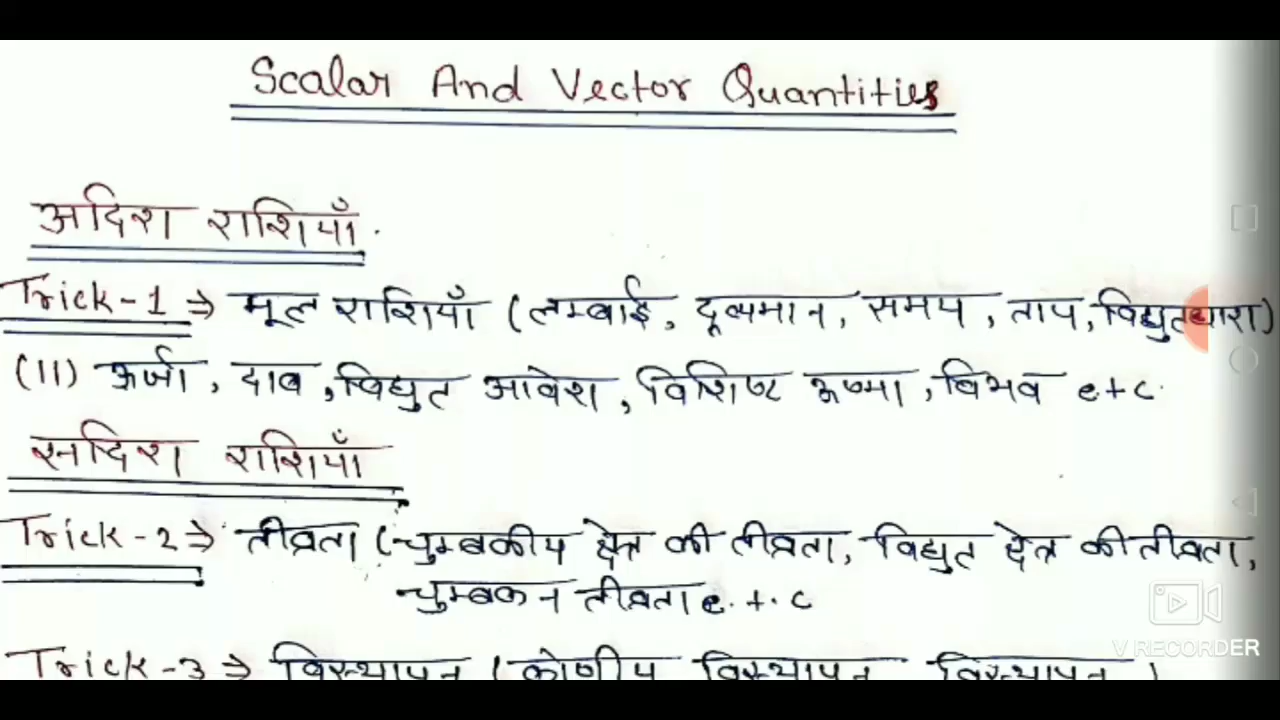 Scalar And Vector Quantities
अदिश राशियाँ.
Trick-1 ⇒ मूल राशियाँ (लम्बाई, द्रव्यमान, समय, ताप, विद्युतधारा)
(II) ऊर्जा, दाब, विद्युत आवेश, विशिष्ट ऊष्मा, विभव e.t.c.
सदिश राशियाँ
Trick-2 ⇒ तीव्रता (चुम्बकीय क्षेत्र की तीव्रता, विद्युत क्षेत्र की तीव्रता,
चुम्बकन तीव्रता e.t.c
V RECORDER
Trick-3 ⇒ विस्थापन (कोणीय विस्थापन विस्थापन)